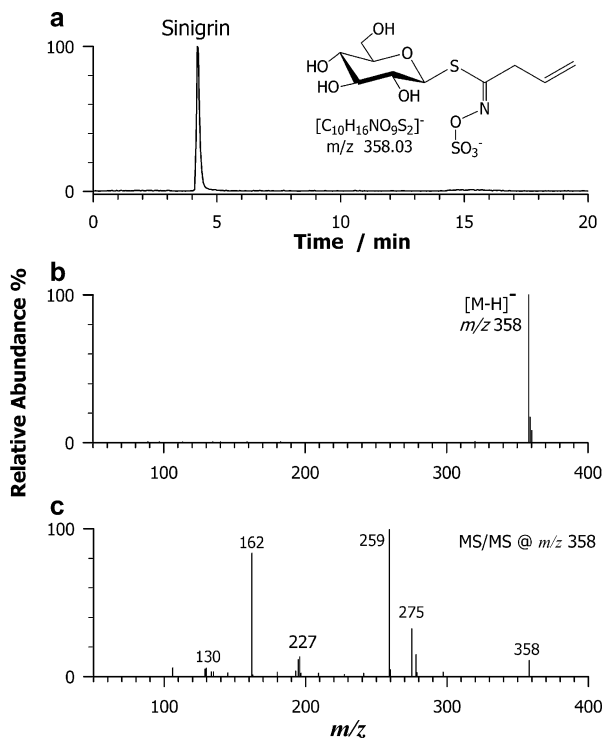 a
Sinigrin
100
0
0 5 10 15 20
Time / min
OH
HO
HO
O
OH
S
N
O
SO₃⁻
[C₁₀H₁₆NO₉S₂]⁻
m/z 358.03
Relative Abundance %
b
100
0
[M-H]⁻
m/z 358
100 200 300 400
c
100
0
MS/MS @ m/z 358
130
162
227
259
275
358
100 200 300 400
m/z